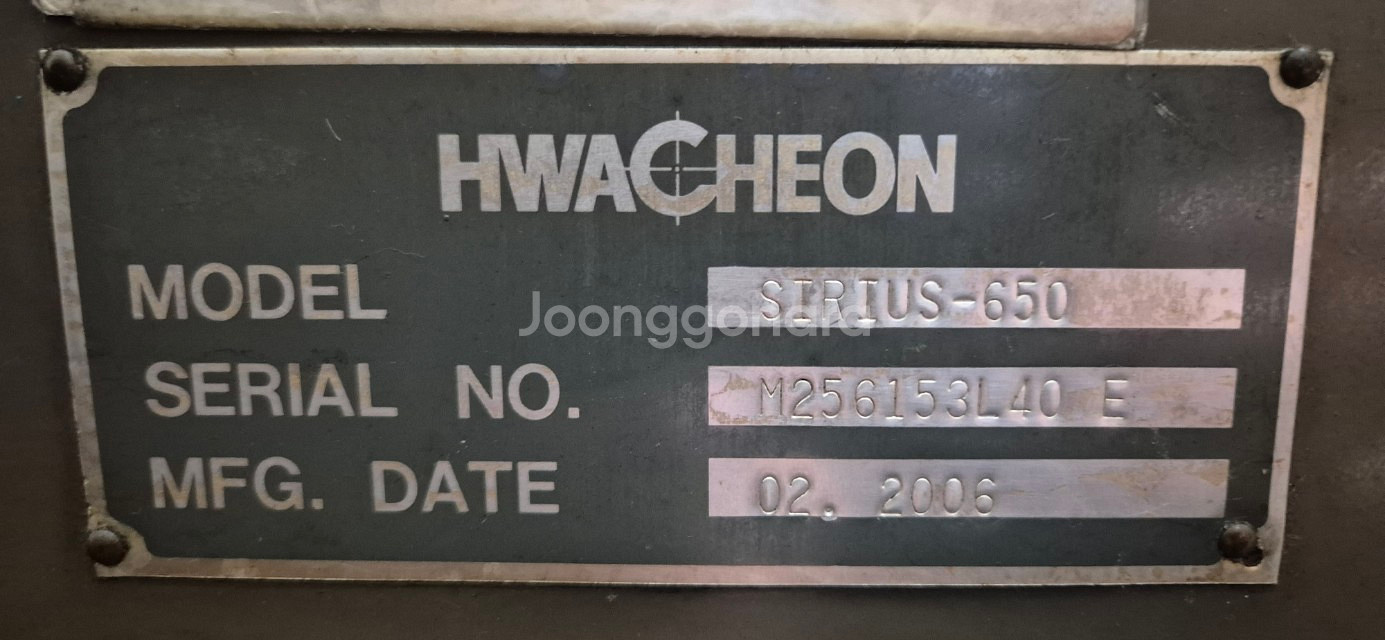 HWACHEON
MODEL SIRIUS-650
Joonggonara
SERIAL NO. M256153L40 E
MFG. DATE 02. 2006